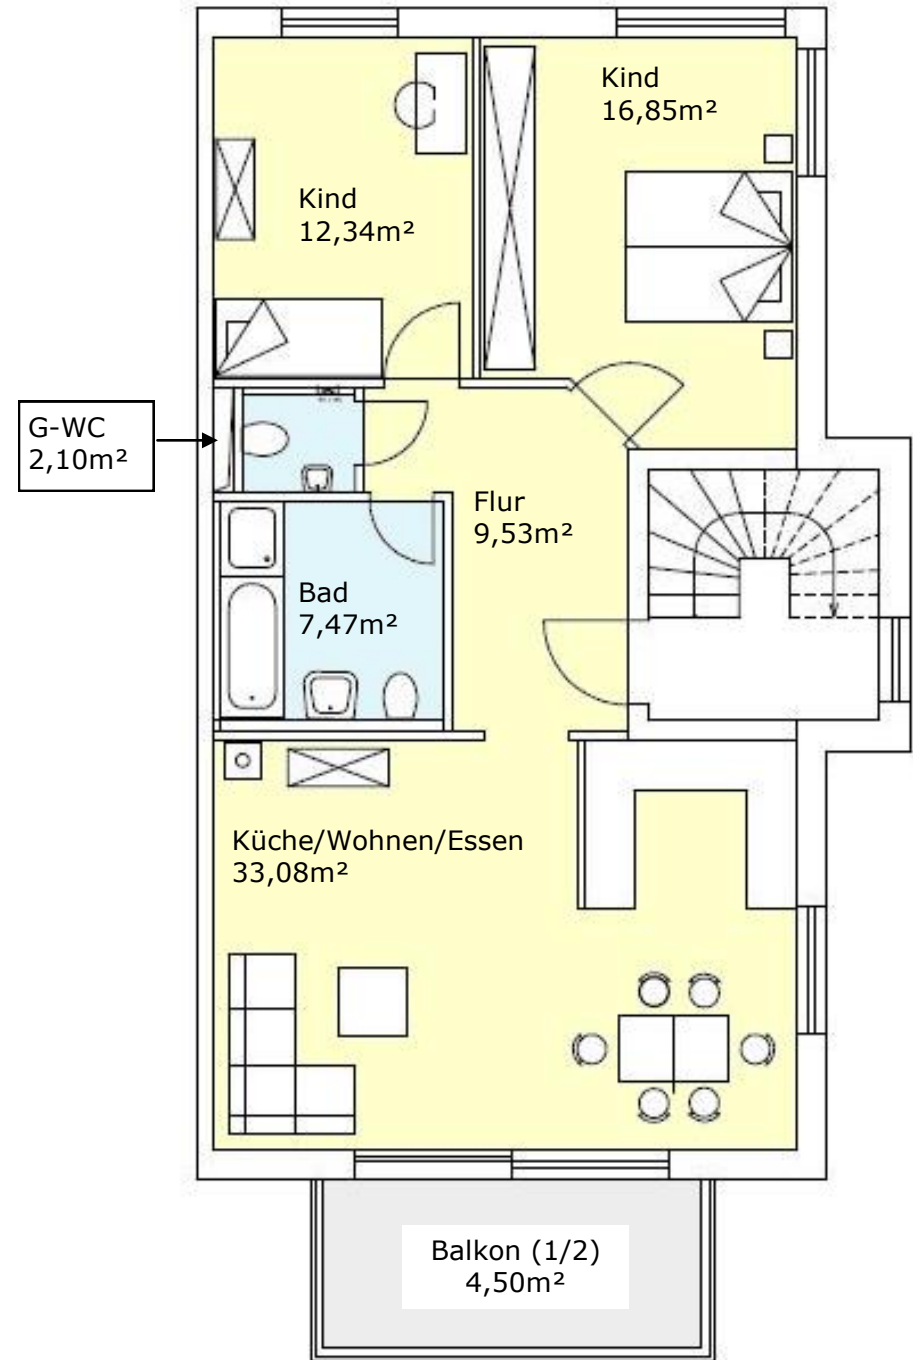 Kind
16,85m²
Kind
12,34m²
G-WC
2,10m²
Flur
9,53m²
Bad
7,47m²
Küche/Wohnen/Essen
33,08m²
Balkon (1/2)
4,50m²